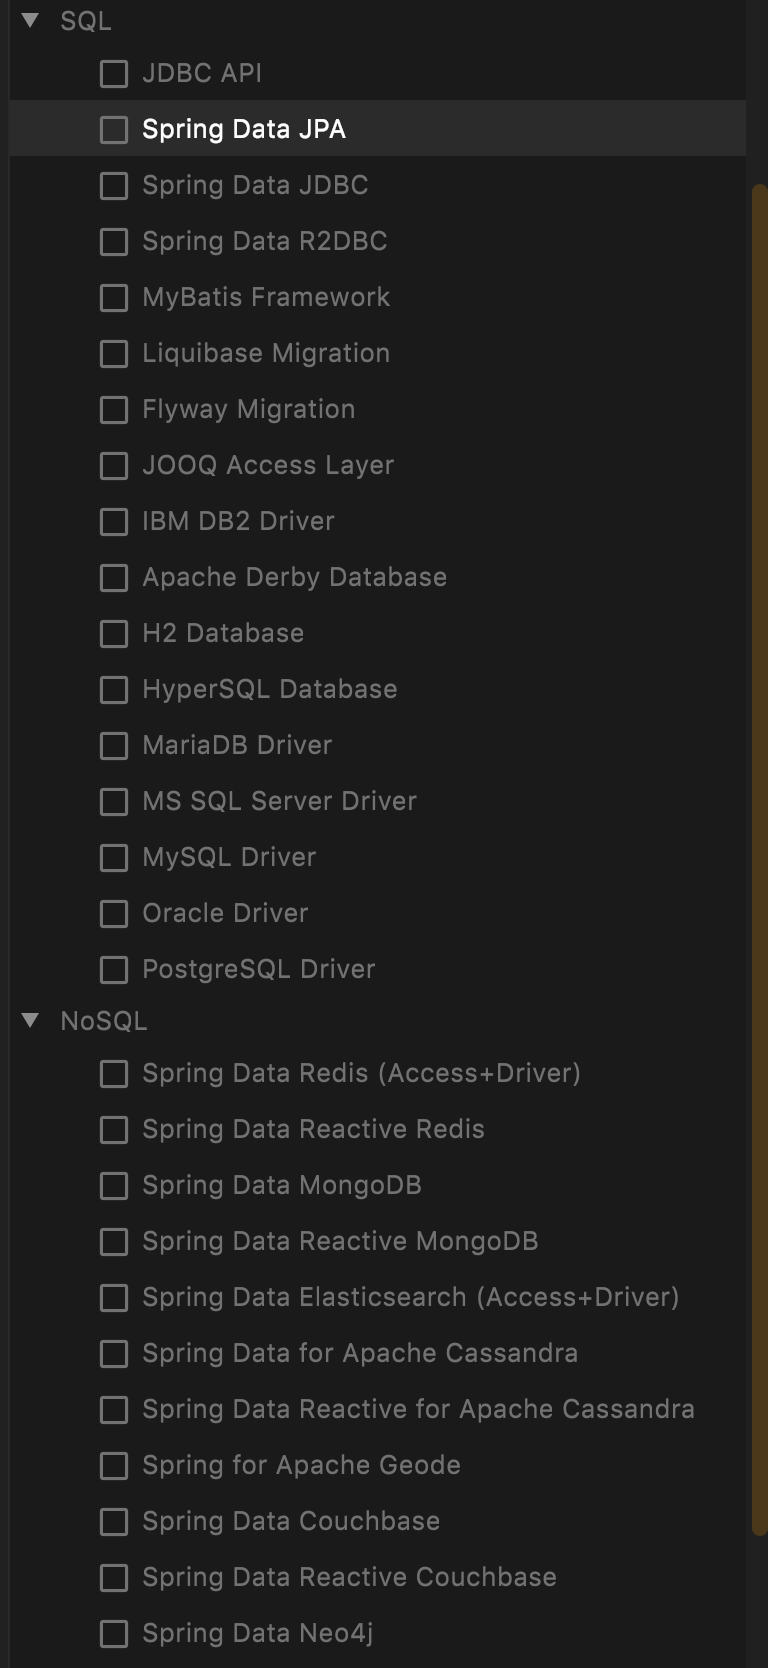 SQL
JDBC API
Spring Data JPA
Spring Data JDBC
Spring Data R2DBC
MyBatis Framework
Liquibase Migration
Flyway Migration
JOOQ Access Layer
IBM DB2 Driver
Apache Derby Database
H2 Database
HyperSQL Database
MariaDB Driver
MS SQL Server Driver
MySQL Driver
Oracle Driver
PostgreSQL Driver
NoSQL
Spring Data Redis (Access+Driver)
Spring Data Reactive Redis
Spring Data MongoDB
Spring Data Reactive MongoDB
Spring Data Elasticsearch (Access+Driver)
Spring Data for Apache Cassandra
Spring Data Reactive for Apache Cassandra
Spring for Apache Geode
Spring Data Couchbase
Spring Data Reactive Couchbase
Spring Data Neo4j